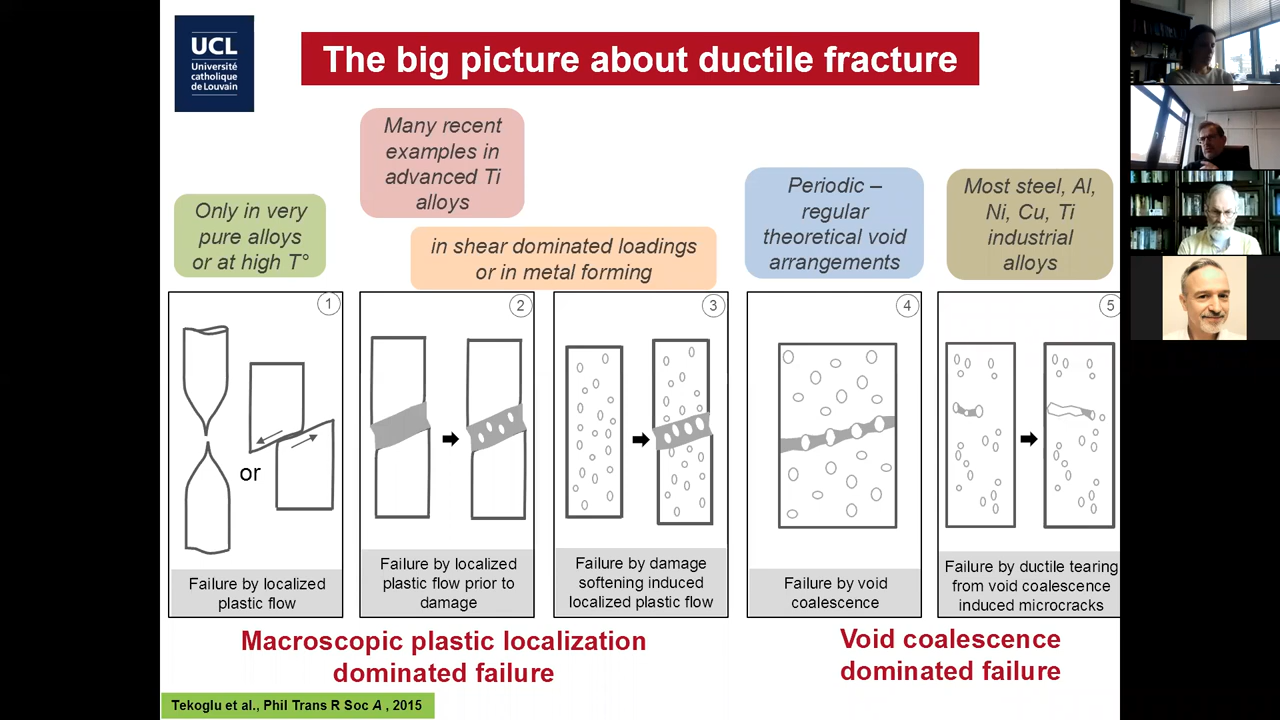 UCL
Université
catholique
de Louvain
The big picture about ductile fracture
Many recent
examples in
advanced Ti
alloys
Only in very
pure alloys
or at high T°
in shear dominated loadings
or in metal forming
Periodic –
regular
theoretical void
arrangements
Most steel, Al,
Ni, Cu, Ti
industrial
alloys
1
or
Failure by localized
plastic flow
2
Failure by localized
plastic flow prior to
damage
3
Failure by damage
softening induced
localized plastic flow
4
Failure by void
coalescence
5
Failure by ductile tearing
from void coalescence
induced microcracks
Macroscopic plastic localization
dominated failure
Void coalescence
dominated failure
Tekoglu et al., Phil Trans R Soc A , 2015